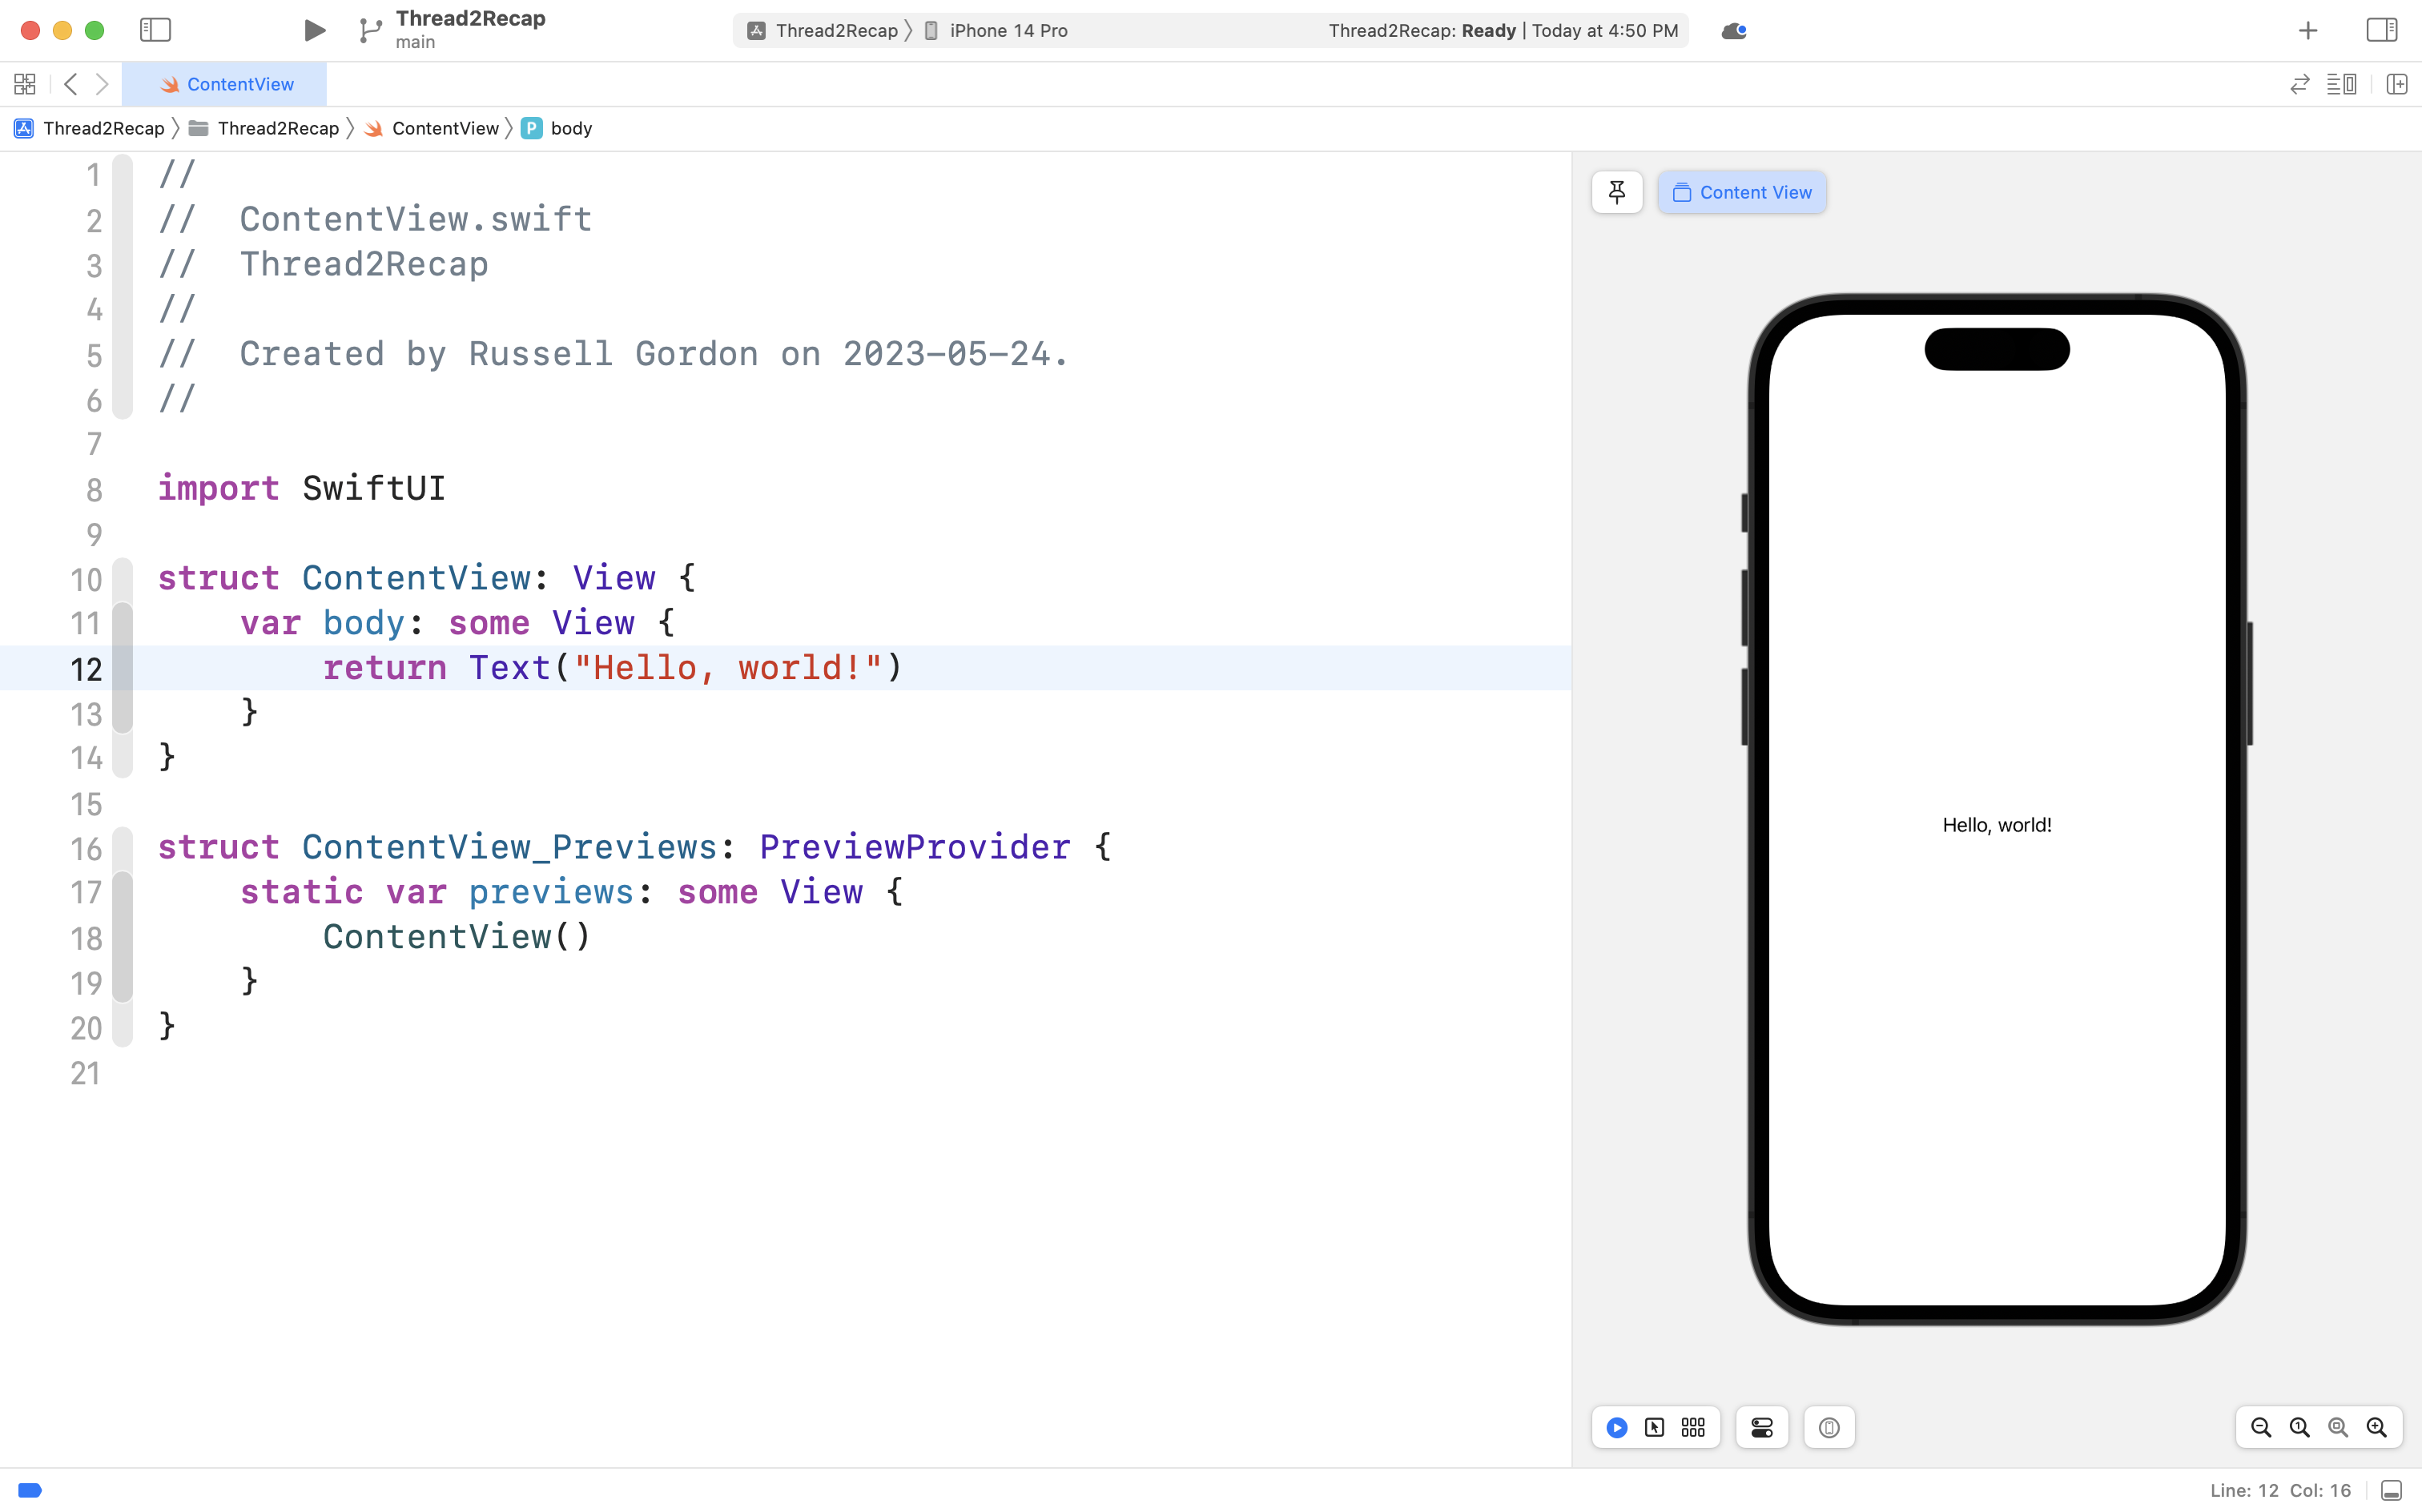 Thread2Recap
main
Thread2Recap
iPhone 14 Pro
Thread2Recap: Ready | Today at 4:50 PM
ContentView
Thread2Recap
Thread2Recap
ContentView
P
body
1 //
2 //  ContentView.swift
3 //  Thread2Recap
4 //
5 //  Created by Russell Gordon on 2023-05-24.
6 //
7
8 import SwiftUI
9
10 struct ContentView: View {
11     var body: some View {
12         return Text("Hello, world!")
13     }
14 }
15
16 struct ContentView_Previews: PreviewProvider {
17     static var previews: some View {
18         ContentView()
19     }
20 }
21
Content View
Hello, world!
Line: 12 Col: 16